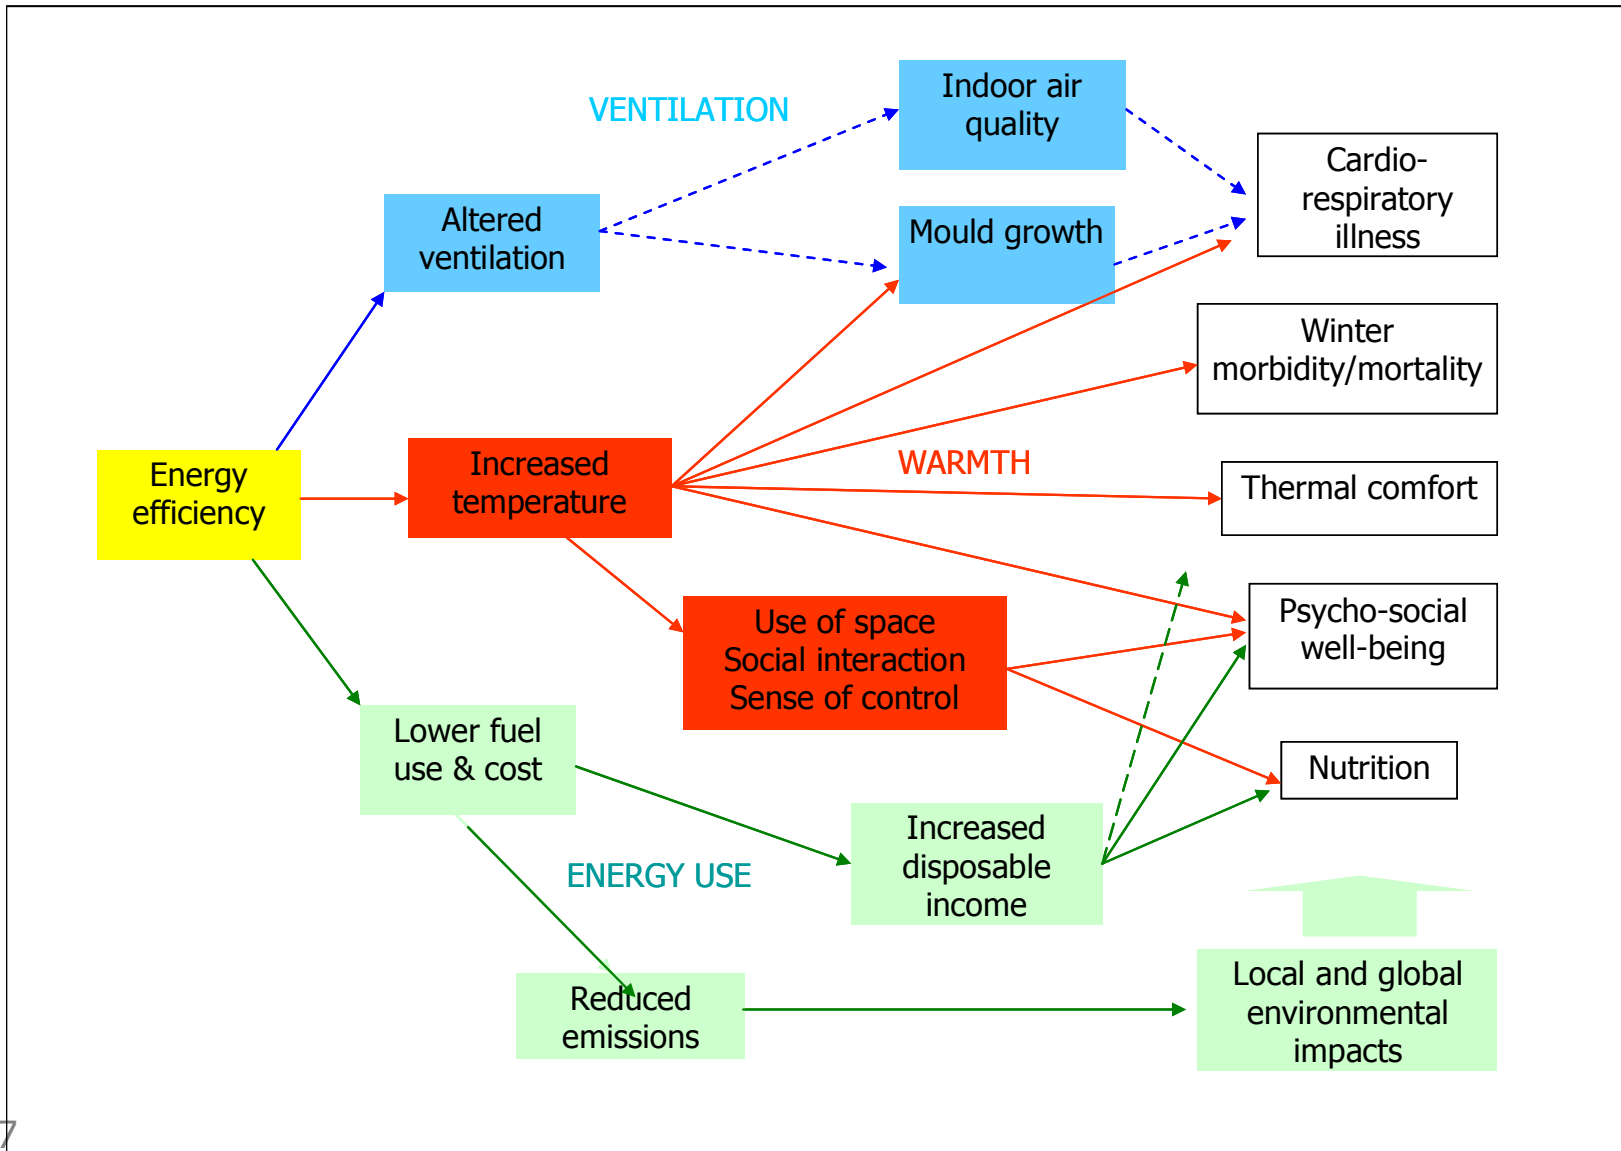 VENTILATION
Indoor air
quality
Cardio-
respiratory
illness
Altered
ventilation
Mould growth
Winter
morbidity/mortality
Energy
efficiency
Increased
temperature
WARMTH
Thermal comfort
Use of space
Social interaction
Sense of control
Psycho-social
well-being
Lower fuel
use & cost
Nutrition
ENERGY USE
Increased
disposable
income
Reduced
emissions
Local and global
environmental
impacts
7